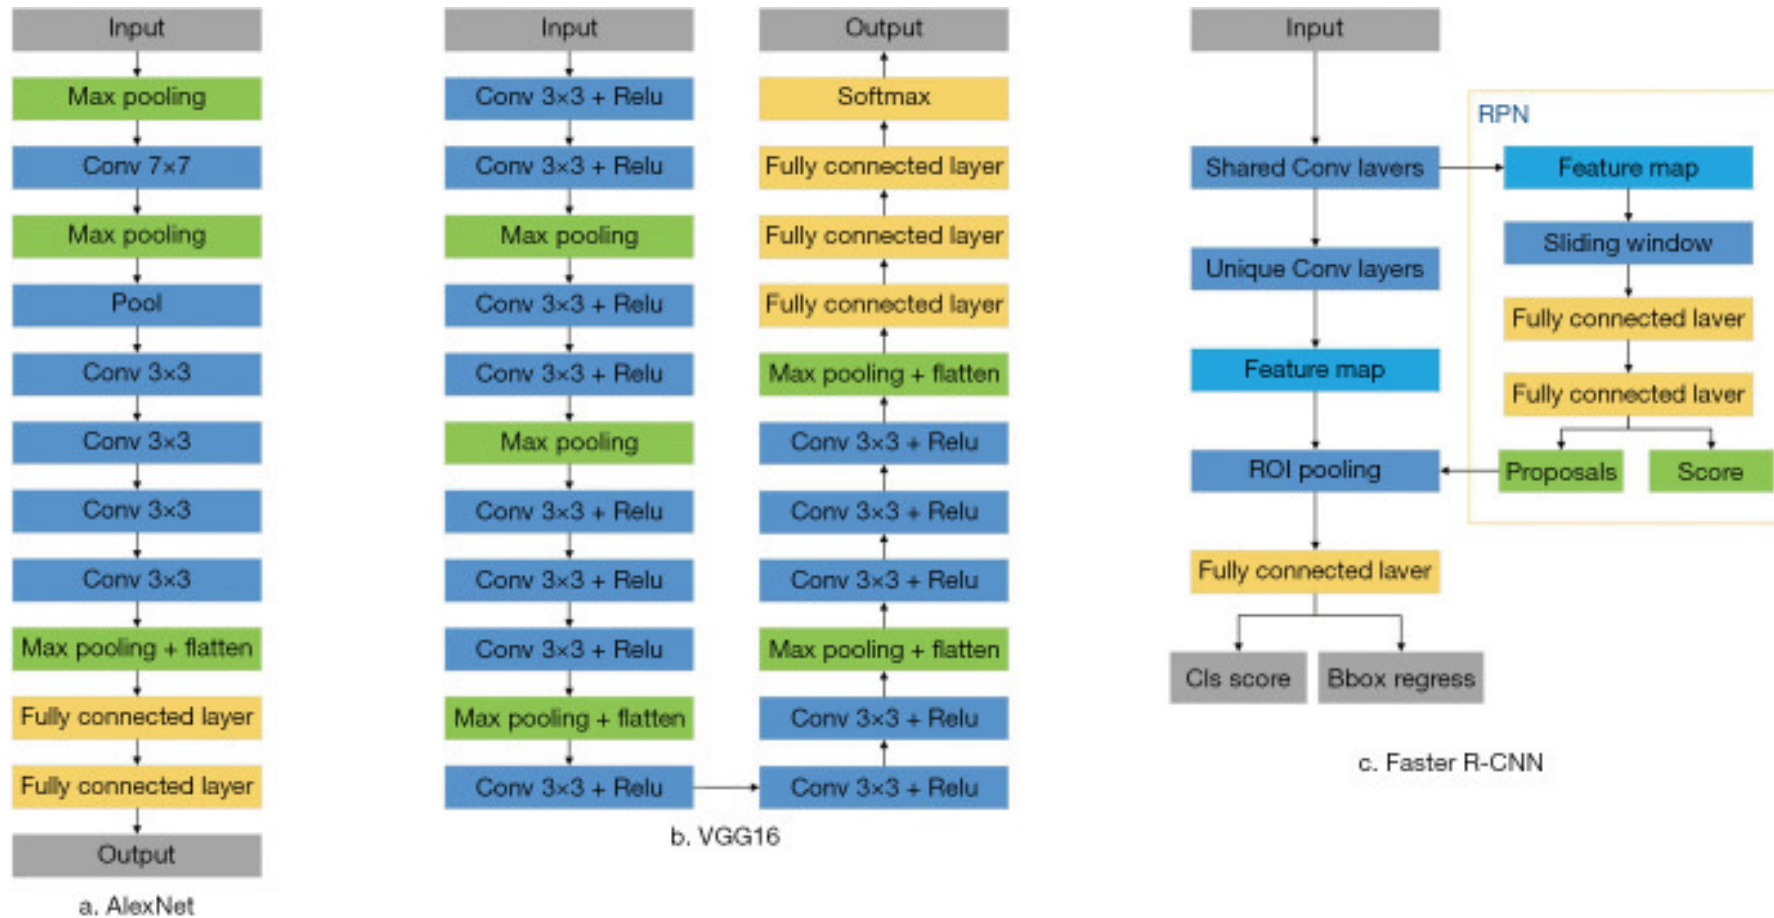 Input
Max pooling
Conv 7×7
Max pooling
Pool
Conv 3×3
Conv 3×3
Conv 3×3
Conv 3×3
Max pooling + flatten
Fully connected layer
Fully connected layer
Output
a. AlexNet
Input
Conv 3×3 + Relu
Conv 3×3 + Relu
Max pooling
Conv 3×3 + Relu
Conv 3×3 + Relu
Max pooling
Conv 3×3 + Relu
Conv 3×3 + Relu
Conv 3×3 + Relu
Max pooling + flatten
Conv 3×3 + Relu
Output
Softmax
Fully connected layer
Fully connected layer
Fully connected layer
Max pooling + flatten
Conv 3×3 + Relu
Conv 3×3 + Relu
Conv 3×3 + Relu
Max pooling + flatten
Conv 3×3 + Relu
Conv 3×3 + Relu
b. VGG16
Input
Shared Conv lavers
Unique Conv layers
Feature map
ROI pooling
Fully connected laver
Cls score
Bbox regress
RPN
Feature map
Sliding window
Fully connected laver
Fully connected laver
Proposals
Score
c. Faster R-CNN